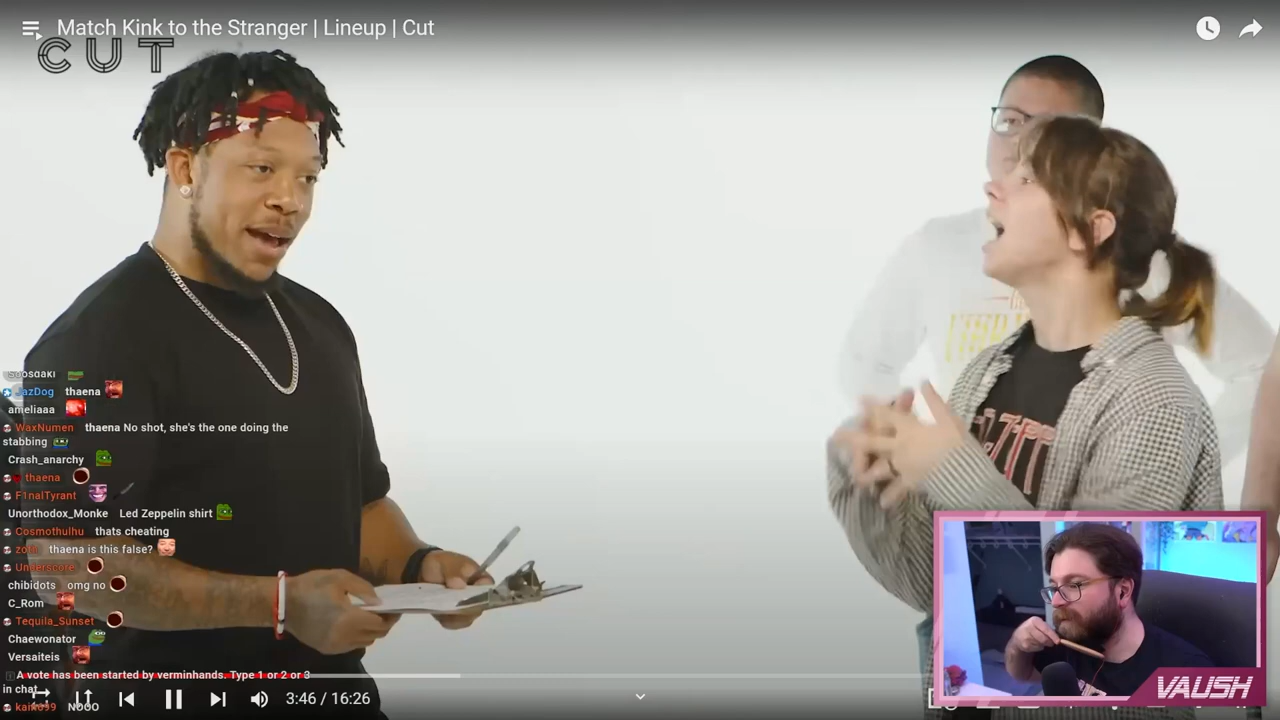 Match Kink to the Stranger | Lineup | Cut
CUT
JazDog thaena
ameliaaa
WaxNumen thaena No shot, she's the one doing the
stabbing
Crash_anarchy
thaena
F1nalTyrant
Unorthodox_Monke Led Zeppelin shirt
Cosmothulhu thats cheating
thaena is this false?
Underscore
chibidots omg no
C_Rom
Tequila_Sunset
Chaewonator
Versaiteis
A vote has been started by verminhands. Type 1 or 2 or 3
in chat
NOOO
3:46 / 16:26
VAUSH